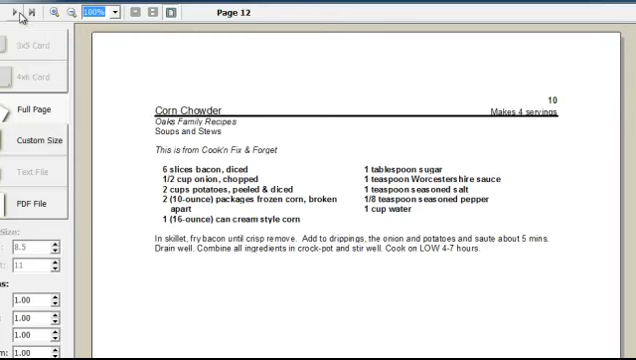 100%
Page 12
3x5 Card
4x6 Card
Full Page
Custom Size
Text File
PDF File
Size:
8.5
11
1.00
1.00
1.00
1.00
10
Corn Chowder
Makes 4 servings
Oaks Family Recipes
Soups and Stews
This is from Cook'n Fix & Forget
6 slices bacon, diced
1/2 cup onion, chopped
2 cups potatoes, peeled & diced
2 (10-ounce) packages frozen corn, broken
apart
1 (16-ounce) can cream style corn
1 tablespoon sugar
1 teaspoon Worcestershire sauce
1 teaspoon seasoned salt
1/8 teaspoon seasoned pepper
1 cup water
In skillet, fry bacon until crisp remove. Add to drippings, the onion and potatoes and saute about 5 mins.
Drain well. Combine all ingredients in crock-pot and stir well. Cook on LOW 4-7 hours.